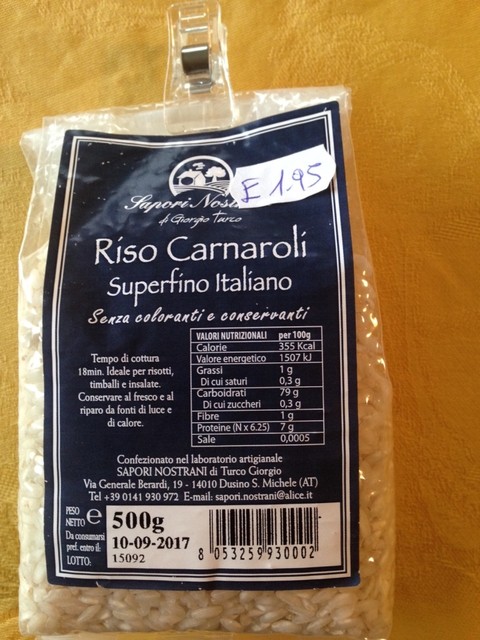 Sapori
£ 1.95
di Giorgio Turco
Riso Carnaroli
Superfino Italiano
Senza coloranti e conservanti
Tempo di cottura
18min. Ideale per risotti,
timballi e insalate.
Conservare al fresco e al
riparo da fonti di luce e
di calore.
VALORI NUTRIZIONALI per 100g
Calorie 355 Kcal
Valore energetico 1507 kJ
Grassi 1 g
Di cui saturi 0,3 g
Carboidrati 79 g
Di cui zuccheri 0,3 g
Fibre 1 g
Proteine (N x 6.25) 7 g
Sale 0,0005
Confezionato nel laboratorio artigianale
SAPORI NOSTRANI di Turco Giorgio
Via Generale Berardi, 19 - 14010 Dusino S. Michele (AT)
Tel +39 0141 930 972 E-mail: sapori.nostrani@alice.it
PESO
NETTO e 500g
Da consumarsi
pref. entro il: 10-09-2017
LOTTO: 15092
8 053259 930002